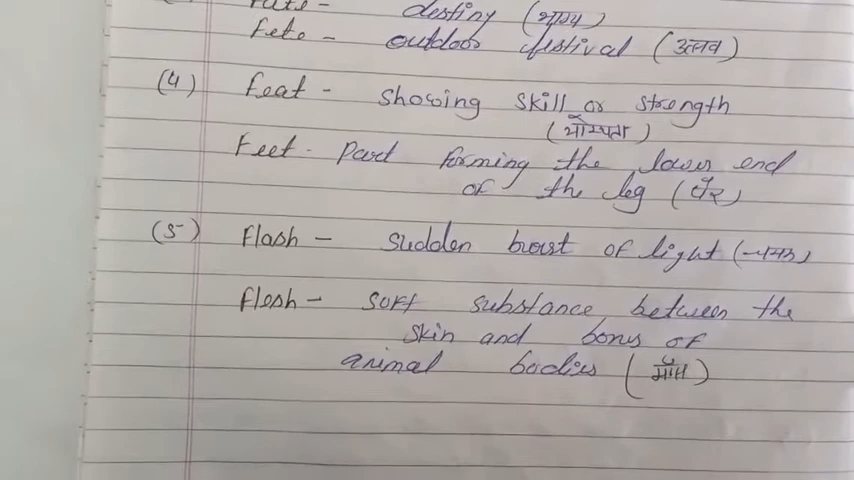 destiny (भाग्य)
Fete - outdoor festival (उत्सव)
(4) Feat - Showing skill or strength
(योग्यता)
Feet - Part forming the lower end
of the leg (पैर)
(5) Flash - sudden burst of light (चमक)
Flesh - soft substance between the
skin and bones of
animal bodies (माँस)